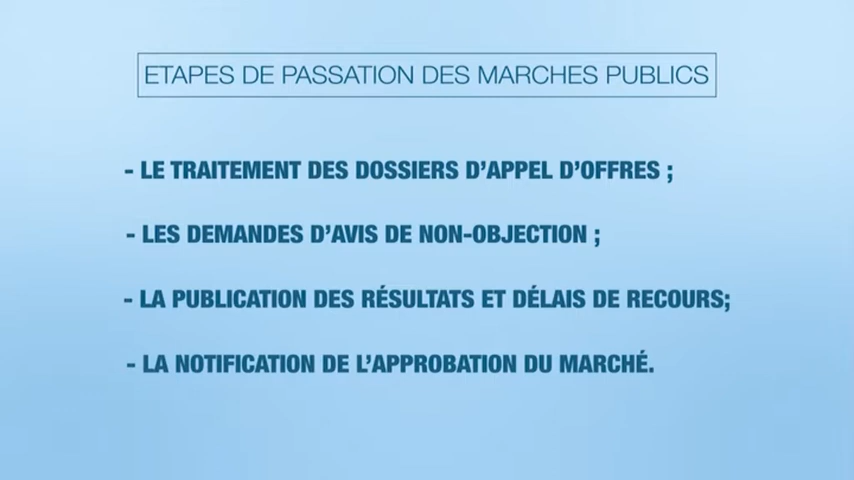 ETAPES DE PASSATION DES MARCHES PUBLICS
- LE TRAITEMENT DES DOSSIERS D'APPEL D'OFFRES ;
- LES DEMANDES D'AVIS DE NON-OBJECTION ;
- LA PUBLICATION DES RÉSULTATS ET DÉLAIS DE RECOURS;
- LA NOTIFICATION DE L'APPROBATION DU MARCHÉ.